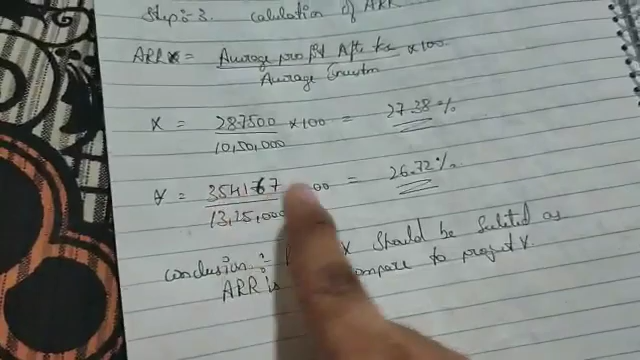 Step:-3. Calculation of ARR
ARR = Average profit After tax ×100
Average
X = 287500 ×100 = 27.38%
10,50,000
Y = 354167 00 = 26.72%
13,25,000
Conclusion :- X Should be Selected as
ARR is compare to project Y.